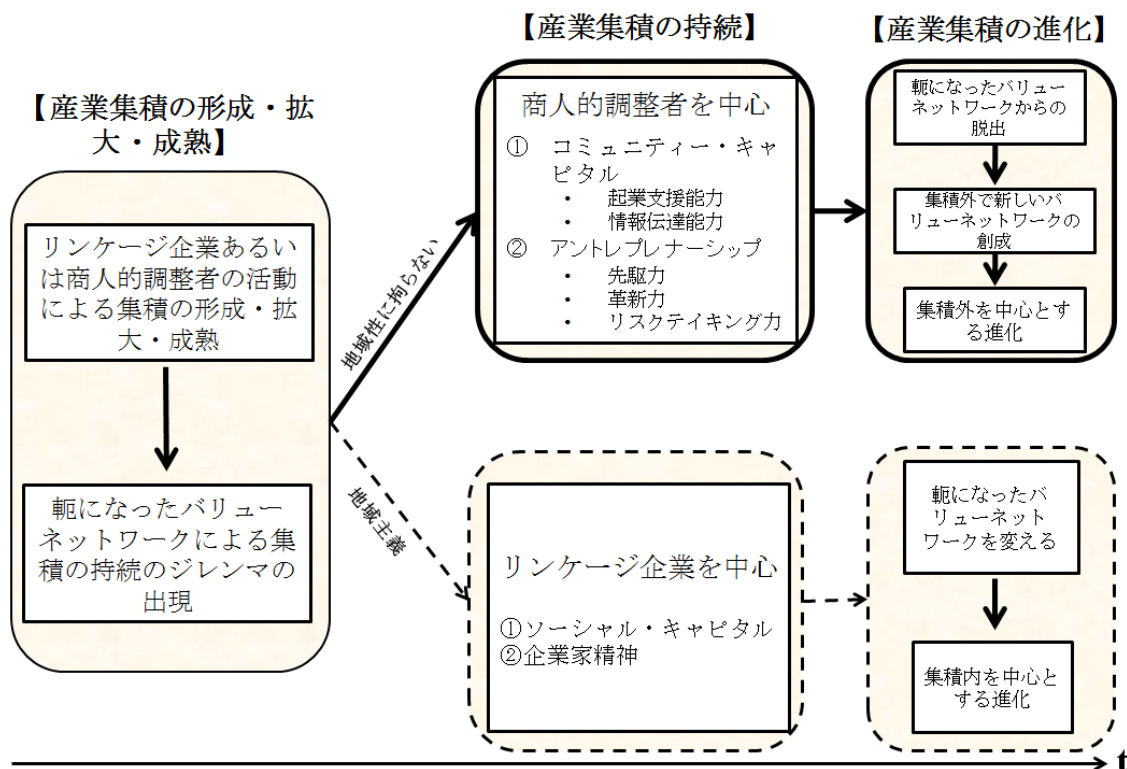 【産業集積の形成・拡
大・成熟】
リンケージ企業あるい
は商人的調整者の活動
による集積の形成・拡
大・成熟
軛になったバリュー
ネットワークによる集
積の持続のジレンマの
出現
地域性に拘らない
地域主義
【産業集積の持続】
商人的調整者を中心
① コミュニティー・キャ
ピタル
・ 起業支援能力
・ 情報伝達能力
② アントレプレナーシップ
・ 先駆力
・ 革新力
・ リスクテイキング力
リンケージ企業を中心
①ソーシャル・キャピタル
②企業家精神
【産業集積の進化】
軛になったバリュー
ネットワークからの
脱出
集積外で新しいバ
リューネットワークの
創成
集積外を中心とす
る進化
軛になったバ
リューネット
ワークを変える
集積内を中心と
する進化
t